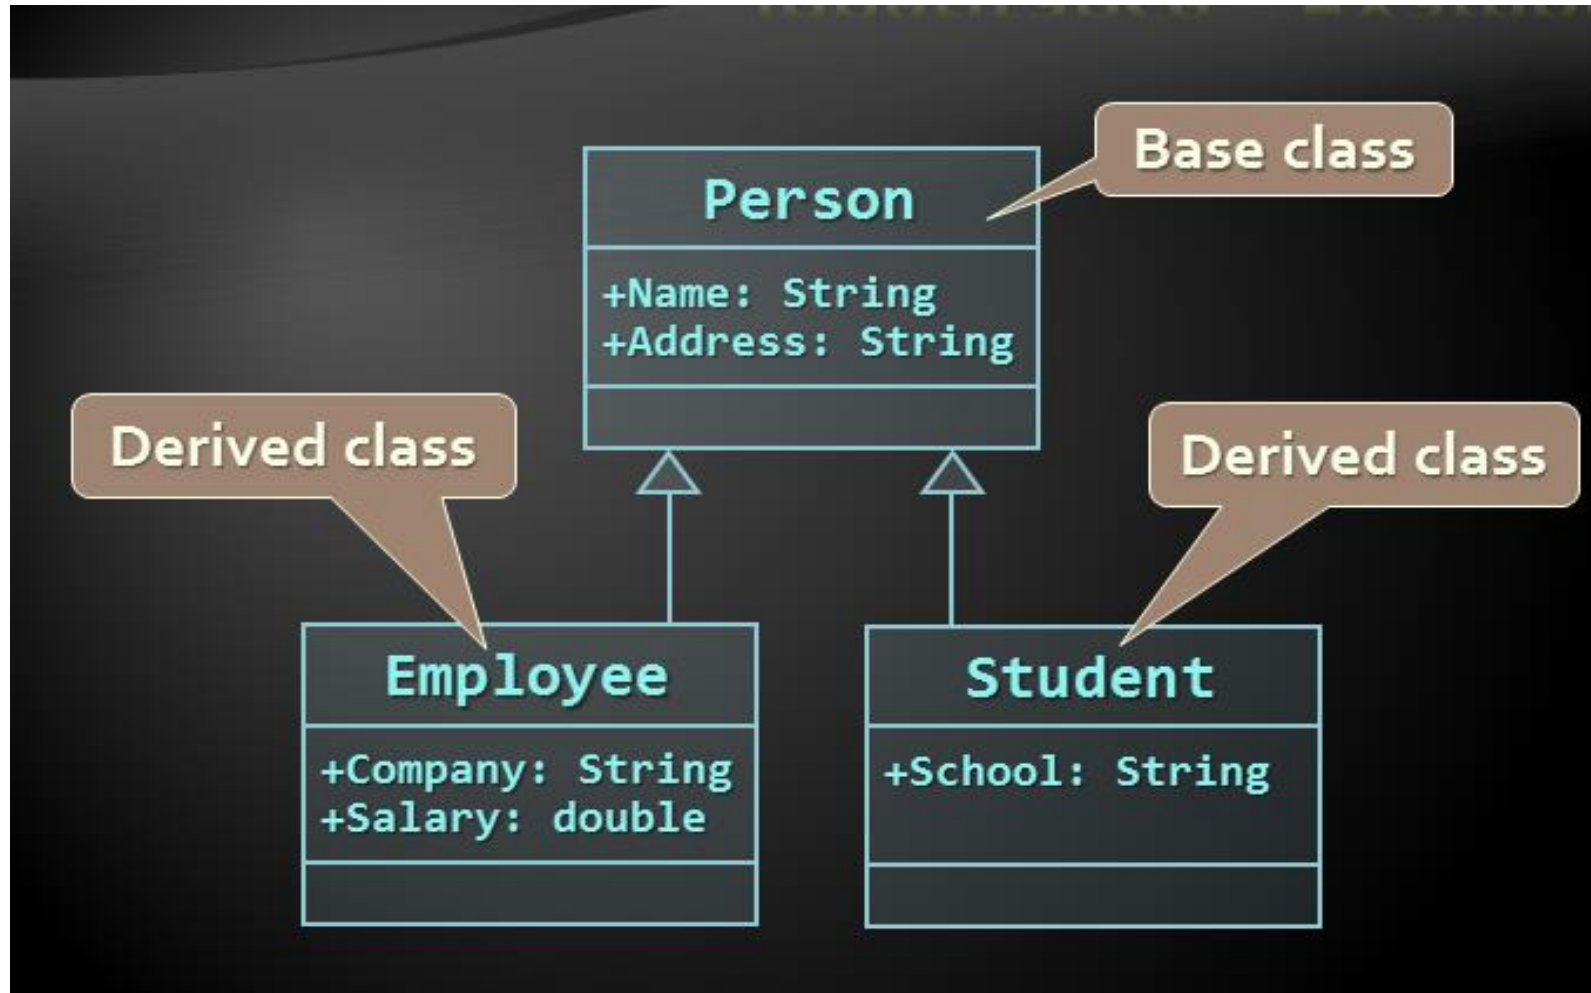 Base class
Person
+Name: String
+Address: String
Derived class
Derived class
Employee
+Company: String
+Salary: double
Student
+School: String